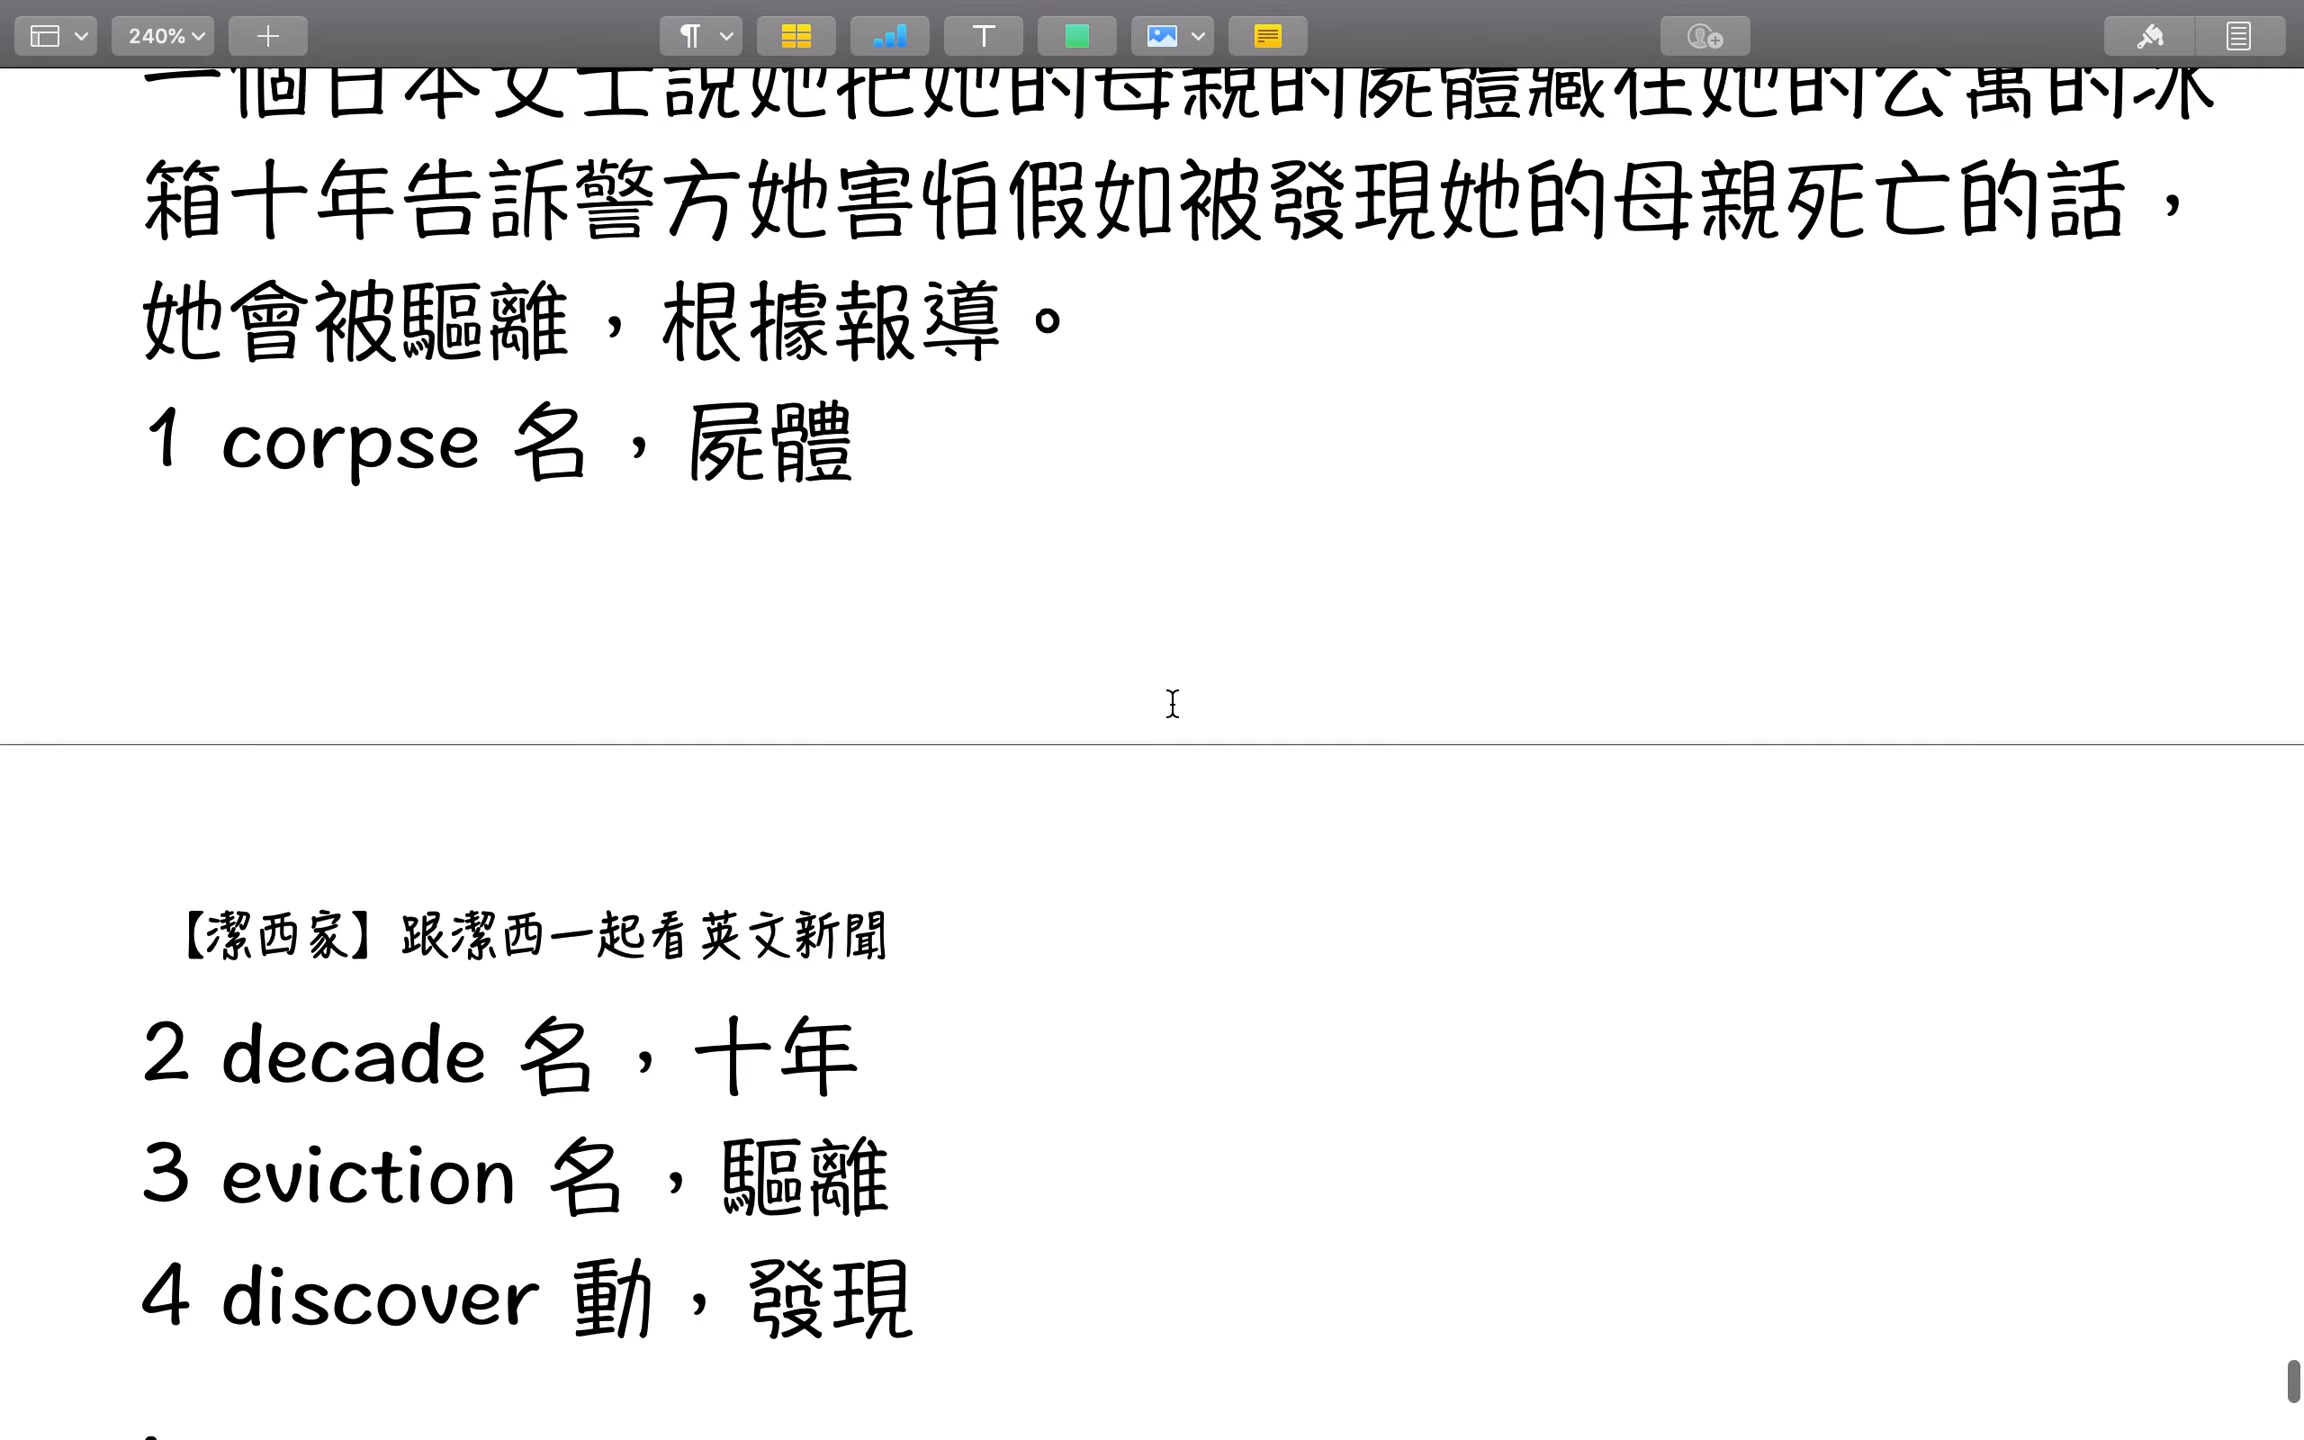 240%
一個日本女士說她把她的母親的屍體藏在她的公寓的冰
箱十年告訴警方她害怕假如被發現她的母親死亡的話，
她會被驅離，根據報導。
1 corpse 名，屍體
【潔西家】跟潔西一起看英文新聞
2 decade 名，十年
3 eviction 名，驅離
4 discover 動，發現